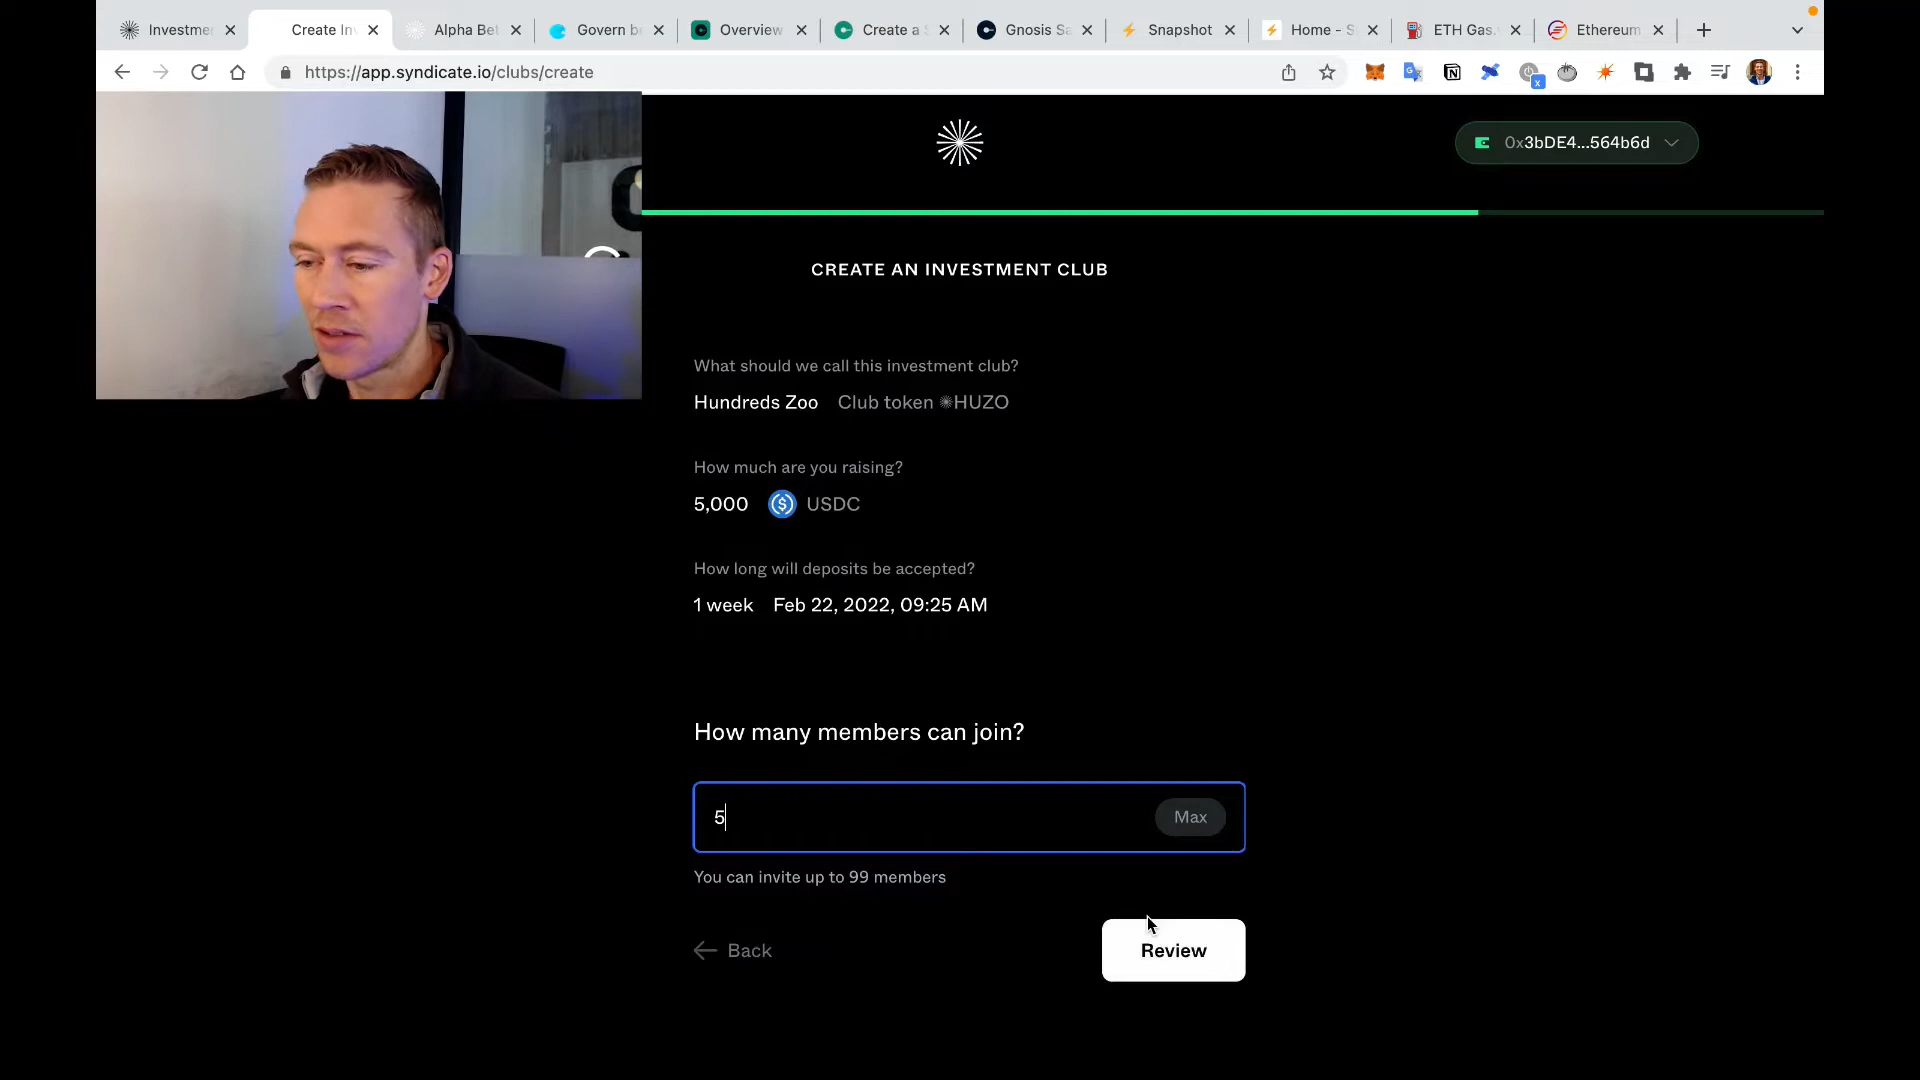 Investme
Create In
Alpha Bet
Govern b
Overview
Create a S
Gnosis Sa
Snapshot
Home - S
ETH Gas.
Ethereum
https://app.syndicate.io/clubs/create
0x3bDE4...564b6d
CREATE AN INVESTMENT CLUB
What should we call this investment club?
Hundreds Zoo Club token ✺HUZO
How much are you raising?
5,000 USDC
How long will deposits be accepted?
1 week Feb 22, 2022, 09:25 AM
How many members can join?
5 Max
You can invite up to 99 members
← Back
Review